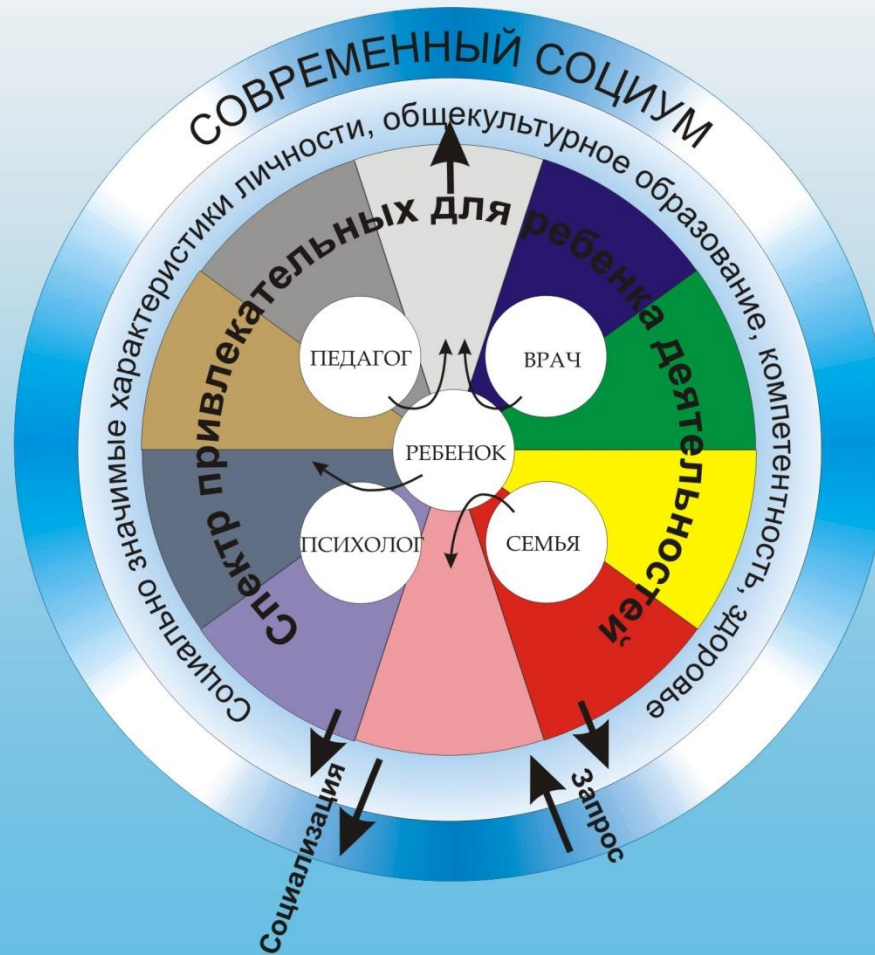 СОВРЕМЕННЫЙ СОЦИУМ
Социально значимые характеристики личности, общекультурное образование, компетентность, здоровье
Спектр привлекательных для ребенка деятельностей
ПЕДАГОГ
ВРАЧ
РЕБЕНОК
ПСИХОЛОГ
СЕМЬЯ
Социализация
Запрос